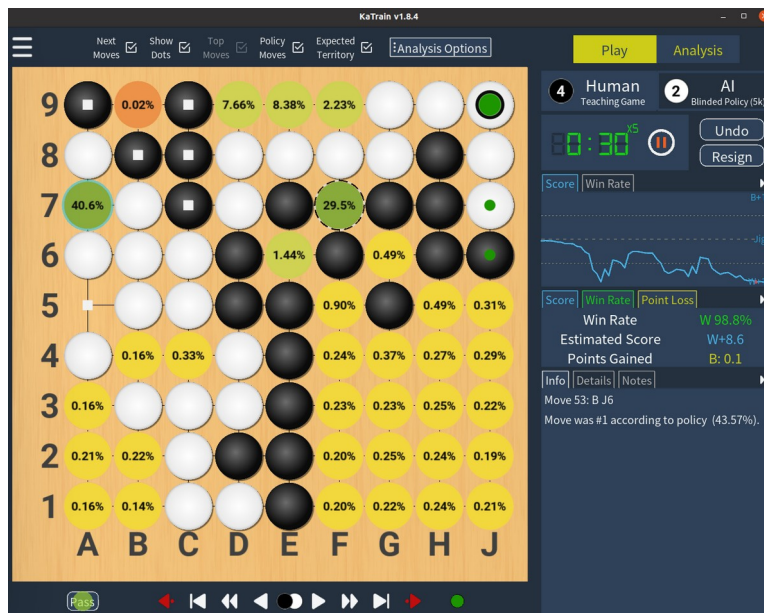 KaTrain v1.8.4
Next Moves Show Dots Top Moves Policy Moves Expected Territory Analysis Options
Play Analysis
4 Human Teaching Game 2 AI Blinded Policy (5k)
0:30 x5
Undo
Resign
Score Win Rate
B+
Jig
W+
9 0.02% 7.66% 8.38% 2.23%
8
7 40.6% 29.5%
6 1.44% 0.49%
5 0.90% 0.49% 0.31%
4 0.16% 0.33% 0.24% 0.37% 0.27% 0.29%
3 0.16% 0.23% 0.23% 0.25% 0.22%
2 0.21% 0.22% 0.20% 0.25% 0.24% 0.19%
1 0.16% 0.14% 0.20% 0.22% 0.24% 0.21%
A B C D E F G H J
Score Win Rate Point Loss
Win Rate W 98.8%
Estimated Score W+8.6
Points Gained B: 0.1
Info Details Notes
Move 53: B J6
Move was #1 according to policy (43.57%).
Pass